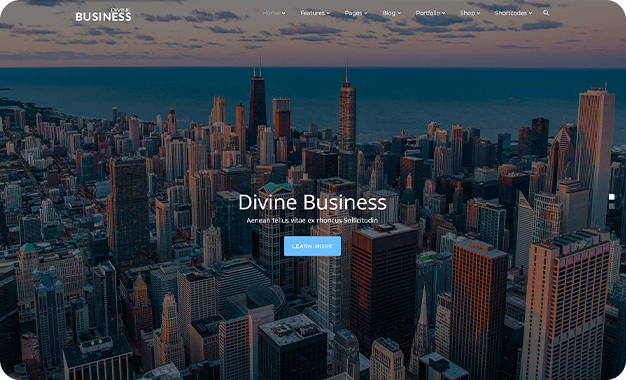 DIVINE
BUSINESS
Home Features Pages Blog Portfolio Shop Shortcodes
Divine Business
Aenean tellus vitae ex rhoncus Sollicitudin
LEARN MORE